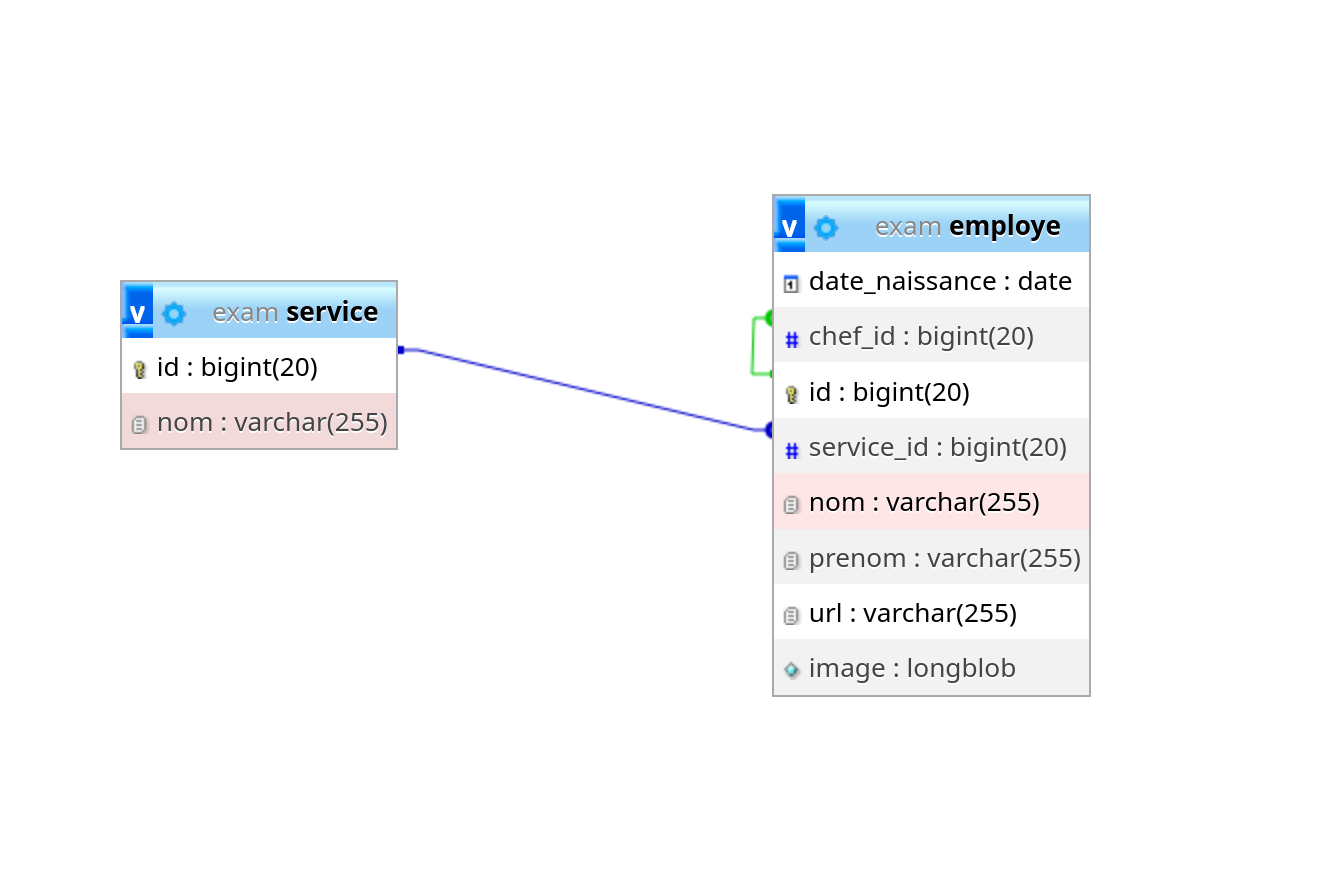 v exam service
id : bigint(20)
nom : varchar(255)
v exam employe
date_naissance : date
# chef_id : bigint(20)
id : bigint(20)
# service_id : bigint(20)
nom : varchar(255)
prenom : varchar(255)
url : varchar(255)
image : longblob